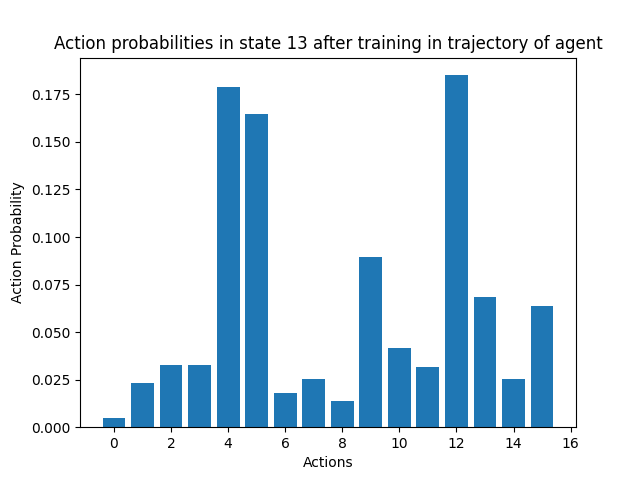 Action probabilities in state 13 after training in trajectory of agent
Action Probability
0.175
0.150
0.125
0.100
0.075
0.050
0.025
0.000
0 2 4 6 8 10 12 14 16
Actions